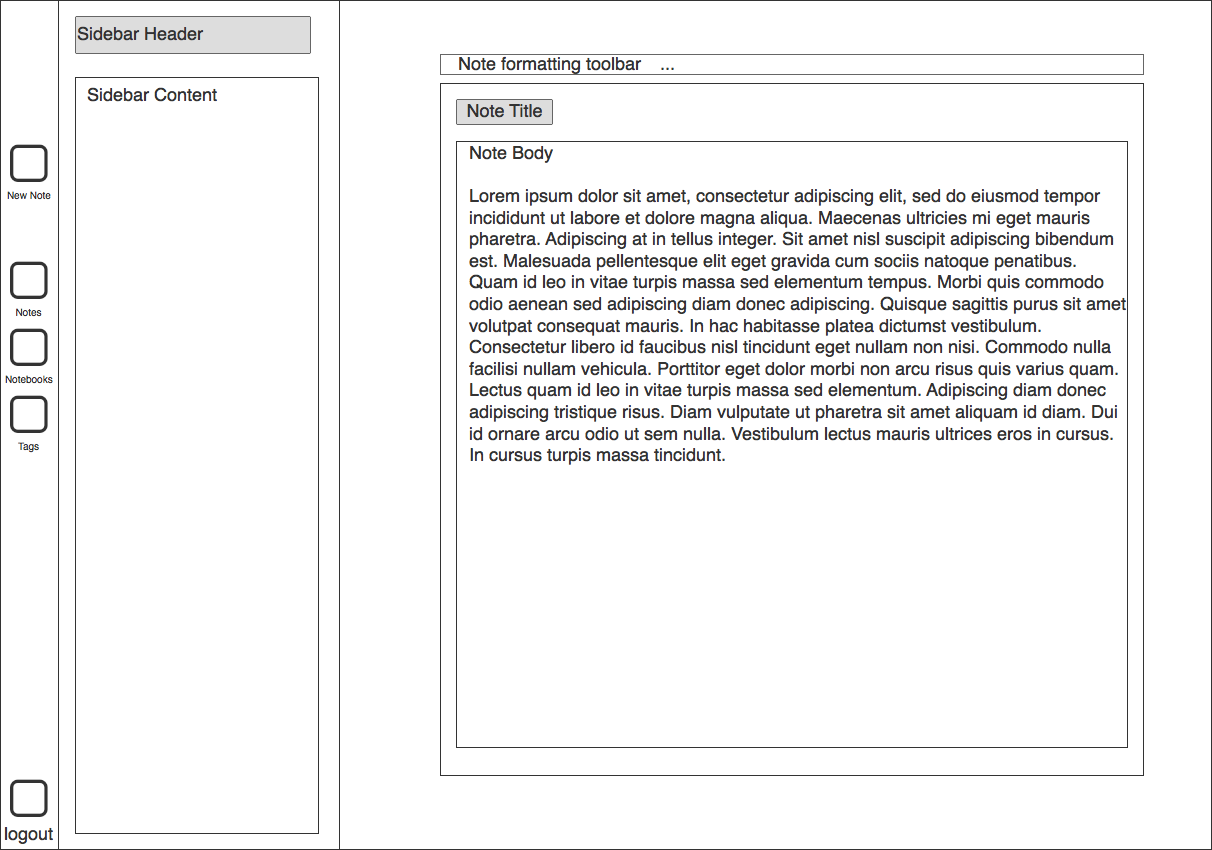 New Note
Notes
Notebooks
Tags
logout
Sidebar Header
Sidebar Content
Note formatting toolbar ...
Note Title
Note Body
Lorem ipsum dolor sit amet, consectetur adipiscing elit, sed do eiusmod tempor
incididunt ut labore et dolore magna aliqua. Maecenas ultricies mi eget mauris
pharetra. Adipiscing at in tellus integer. Sit amet nisl suscipit adipiscing bibendum
est. Malesuada pellentesque elit eget gravida cum sociis natoque penatibus.
Quam id leo in vitae turpis massa sed elementum tempus. Morbi quis commodo
odio aenean sed adipiscing diam donec adipiscing. Quisque sagittis purus sit amet
volutpat consequat mauris. In hac habitasse platea dictumst vestibulum.
Consectetur libero id faucibus nisl tincidunt eget nullam non nisi. Commodo nulla
facilisi nullam vehicula. Porttitor eget dolor morbi non arcu risus quis varius quam.
Lectus quam id leo in vitae turpis massa sed elementum. Adipiscing diam donec
adipiscing tristique risus. Diam vulputate ut pharetra sit amet aliquam id diam. Dui
id ornare arcu odio ut sem nulla. Vestibulum lectus mauris ultrices eros in cursus.
In cursus turpis massa tincidunt.